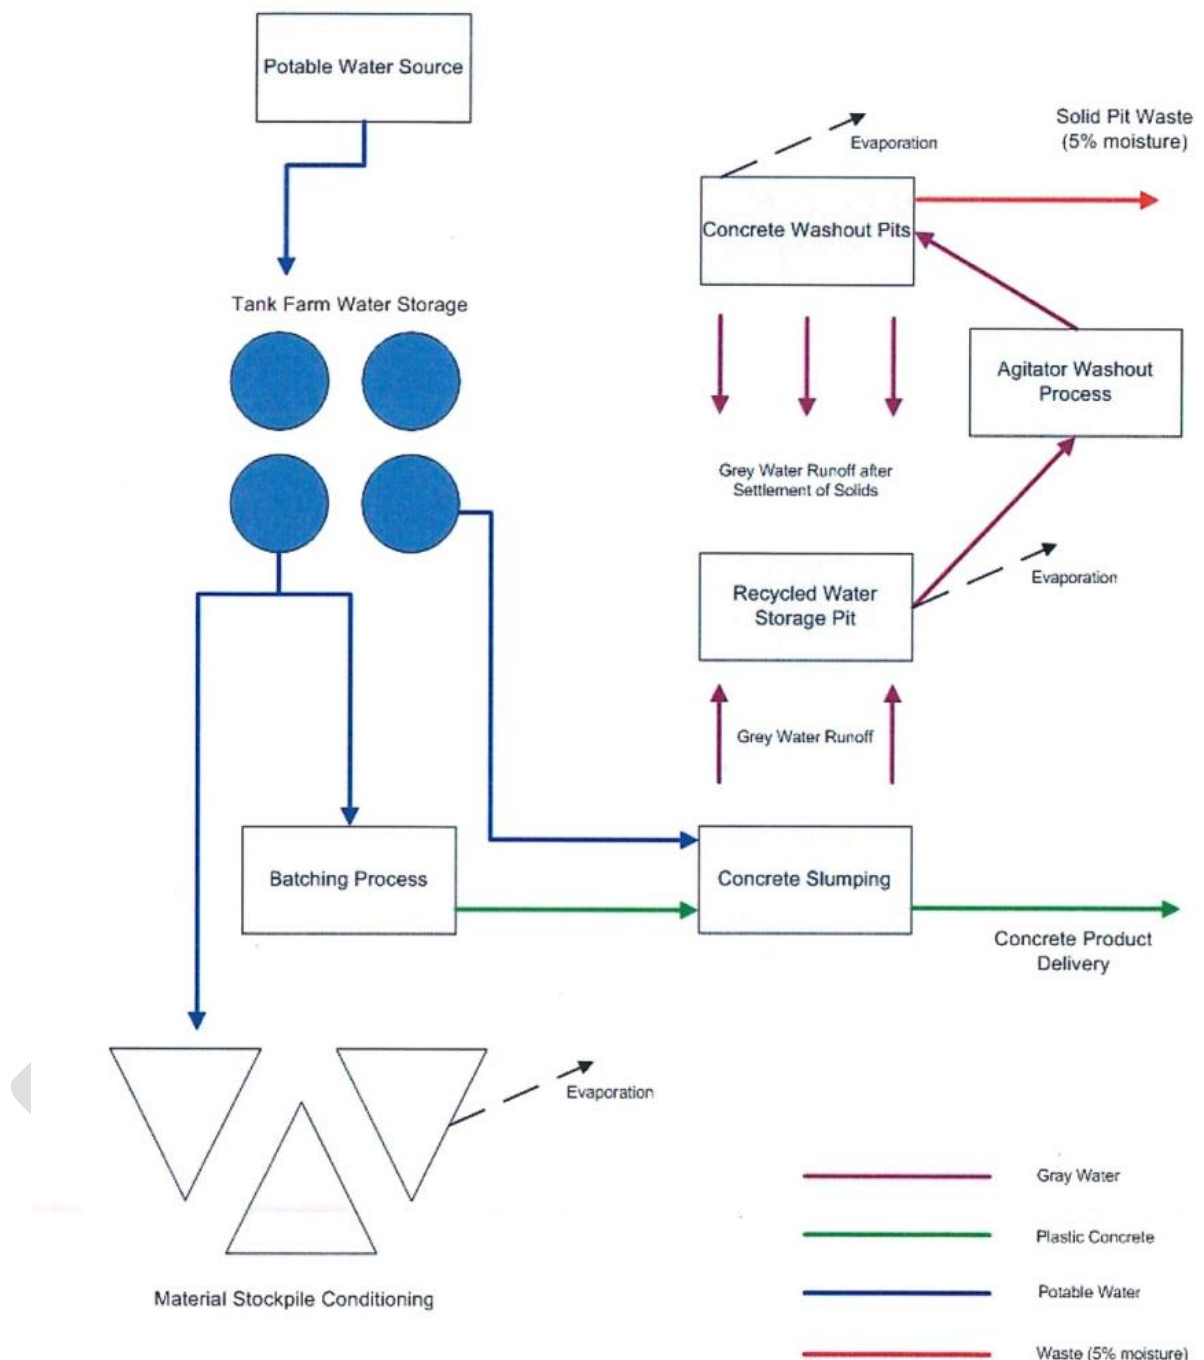 Potable Water Source
Evaporation
Solid Pit Waste
(5% moisture)
Concrete Washout Pits
Tank Farm Water Storage
Agitator Washout
Process
Grey Water Runoff after
Settlement of Solids
Recycled Water
Storage Pit
Evaporation
Grey Water Runoff
Batching Process
Concrete Slumping
Concrete Product
Delivery
Evaporation
Material Stockpile Conditioning
Gray Water
Plastic Concrete
Potable Water
Waste (5% moisture)